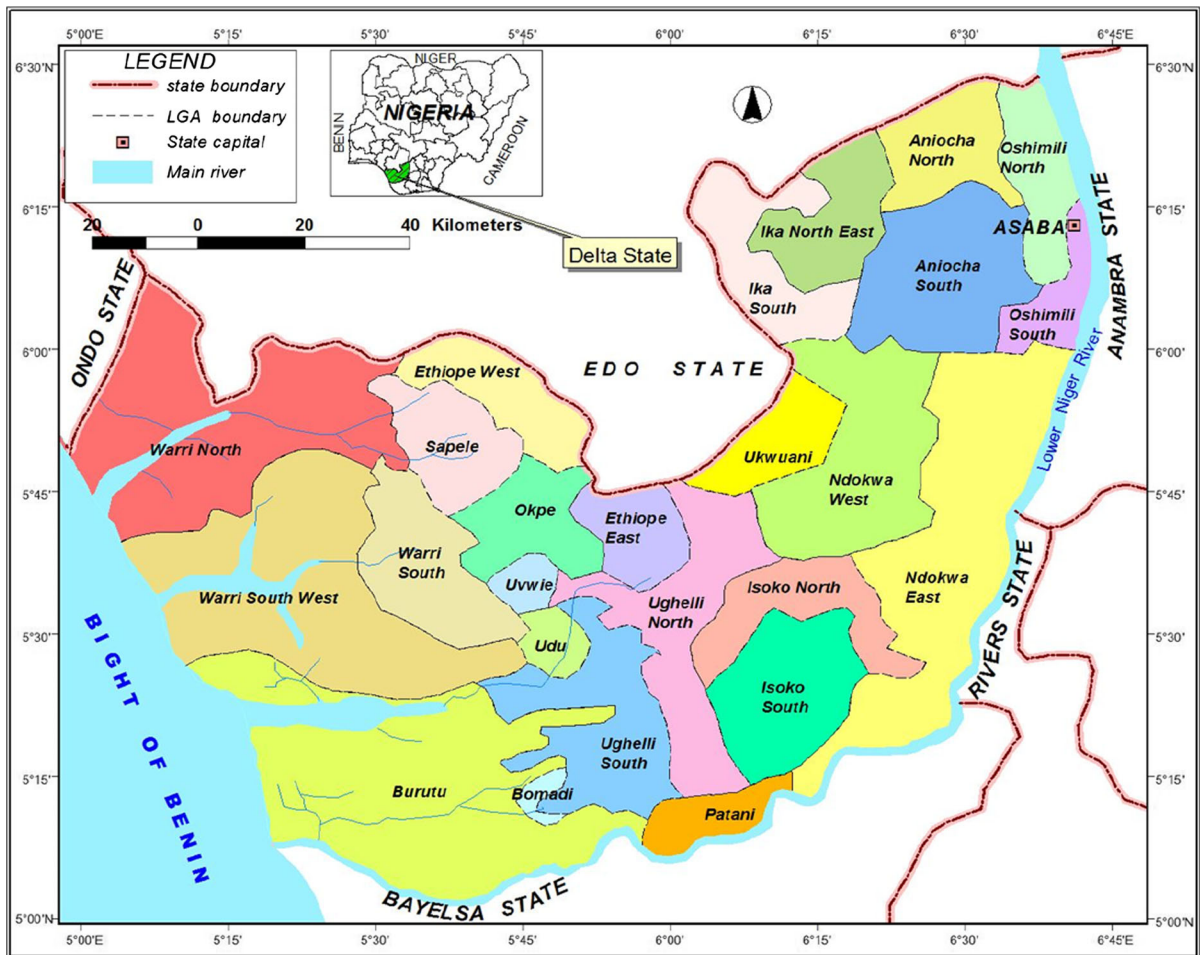 5°00'E 5°15' 5°30' 5°45' 6°00' 6°15' 6°30' 6°45'E
6°30'N
6°30'N
LEGEND
state boundary
LGA boundary
State capital
Main river
NIGER
NIGERIA
BENIN
CAMEROON
20 0 20 40 Kilometers
Delta State
6°15'
6°15'
6°00'
6°00'
5°45'
5°45'
5°30'
5°30'
5°15'
5°15'
5°00'N
5°00'N
ONDO STATE
EDO STATE
ANAMBRA STATE
RIVERS STATE
BAYELSA STATE
BIGHT OF BENIN
Lower Niger River
Aniocha
North
Oshimili
North
Ika North East
ASABA
Aniocha
South
Ika
South
Oshimili
South
Ethiope West
Warri North
Sapele
Ukwuani
Ndokwa
West
Okpe
Ethiope
East
Warri
South
Uvwie
Warri South West
Ugheili
North
Isoko North
Ndokwa
East
Udu
Isoko
South
Ughelli
South
Burutu
Bomadi
Patani
5°00'E 5°15' 5°30' 5°45' 6°00' 6°15' 6°30' 6°45'E